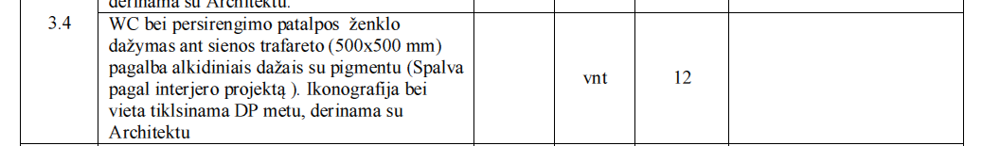 derinama su Architektu.
3.4
WC bei persirengimo patalpos ženklo
dažymas ant sienos trafareto (500x500 mm)
pagalba alkidiniais dažais su pigmentu (Spalva
pagal interjero projektą ). Ikonografija bei
vieta tiklsinama DP metu, derinama su
Architektu
vnt
12